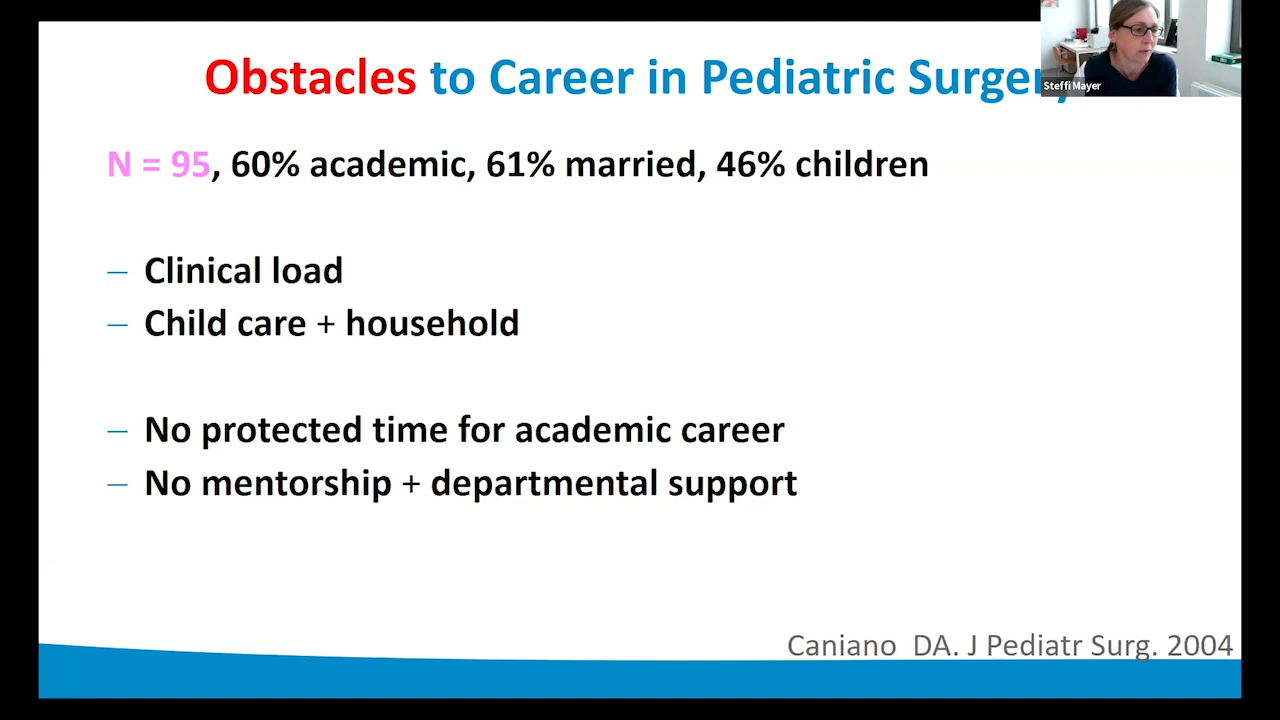 Obstacles to Career in Pediatric Surgery
Steffi Mayer
N = 95, 60% academic, 61% married, 46% children
– Clinical load
– Child care + household
– No protected time for academic career
– No mentorship + departmental support
Caniano DA. J Pediatr Surg. 2004